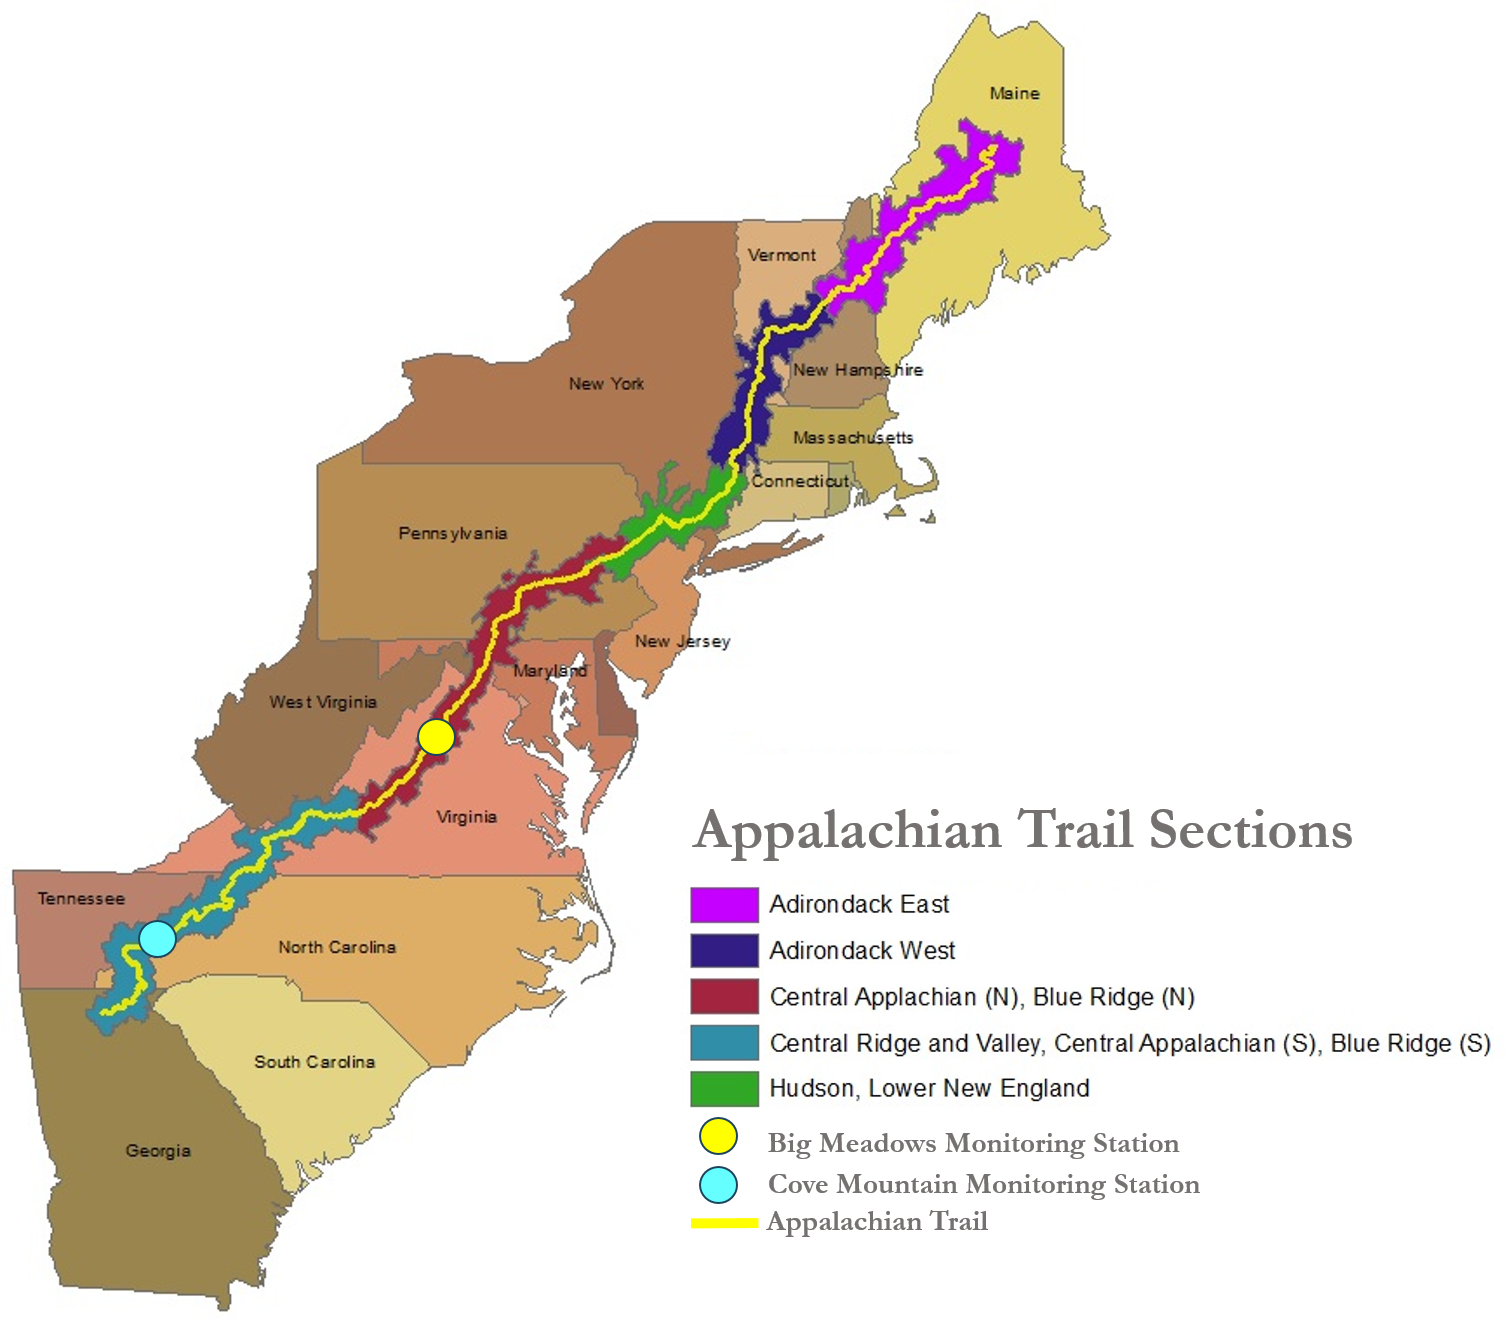 Maine
Vermont
New Hampshire
New York
Massachusetts
Connecticut
Pennsylvania
New Jersey
Maryland
West Virginia
Virginia
Tennessee
North Carolina
South Carolina
Georgia
Appalachian Trail Sections
Adirondack East
Adirondack West
Central Applachian (N), Blue Ridge (N)
Central Ridge and Valley, Central Appalachian (S), Blue Ridge (S)
Hudson, Lower New England
Big Meadows Monitoring Station
Cove Mountain Monitoring Station
Appalachian Trail